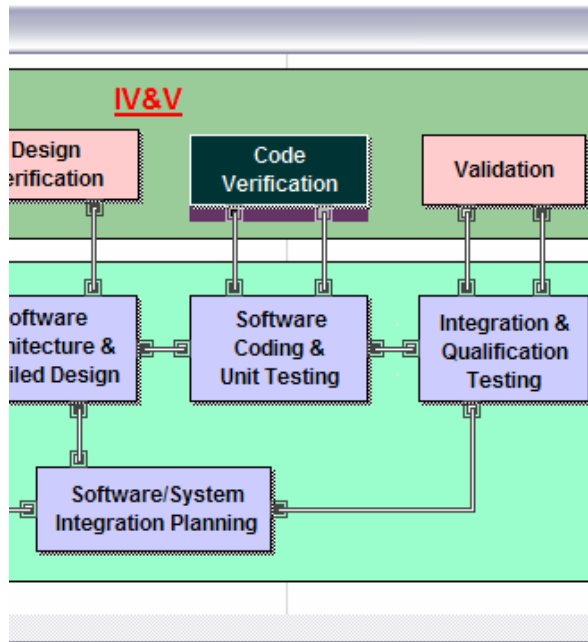 IV&V
Design
erification
Code
Verification
Validation
oftware
hitecture &
iled Design
Software
Coding &
Unit Testing
Integration &
Qualification
Testing
Software/System
Integration Planning